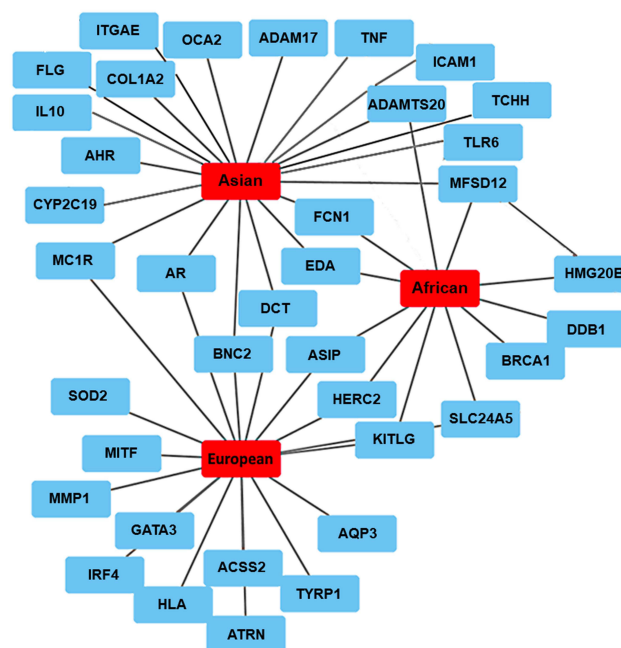 ITGAE
OCA2
ADAM17
TNF
ICAM1
FLG
COL1A2
ADAMTS20
TCHH
IL10
TLR6
AHR
Asian
MFSD12
CYP2C19
FCN1
MC1R
AR
EDA
African
HMG20B
DCT
DDB1
BNC2
ASIP
BRCA1
SOD2
HERC2
SLC24A5
MITF
European
KITLG
MMP1
GATA3
AQP3
IRF4
ACSS2
HLA
TYRP1
ATRN